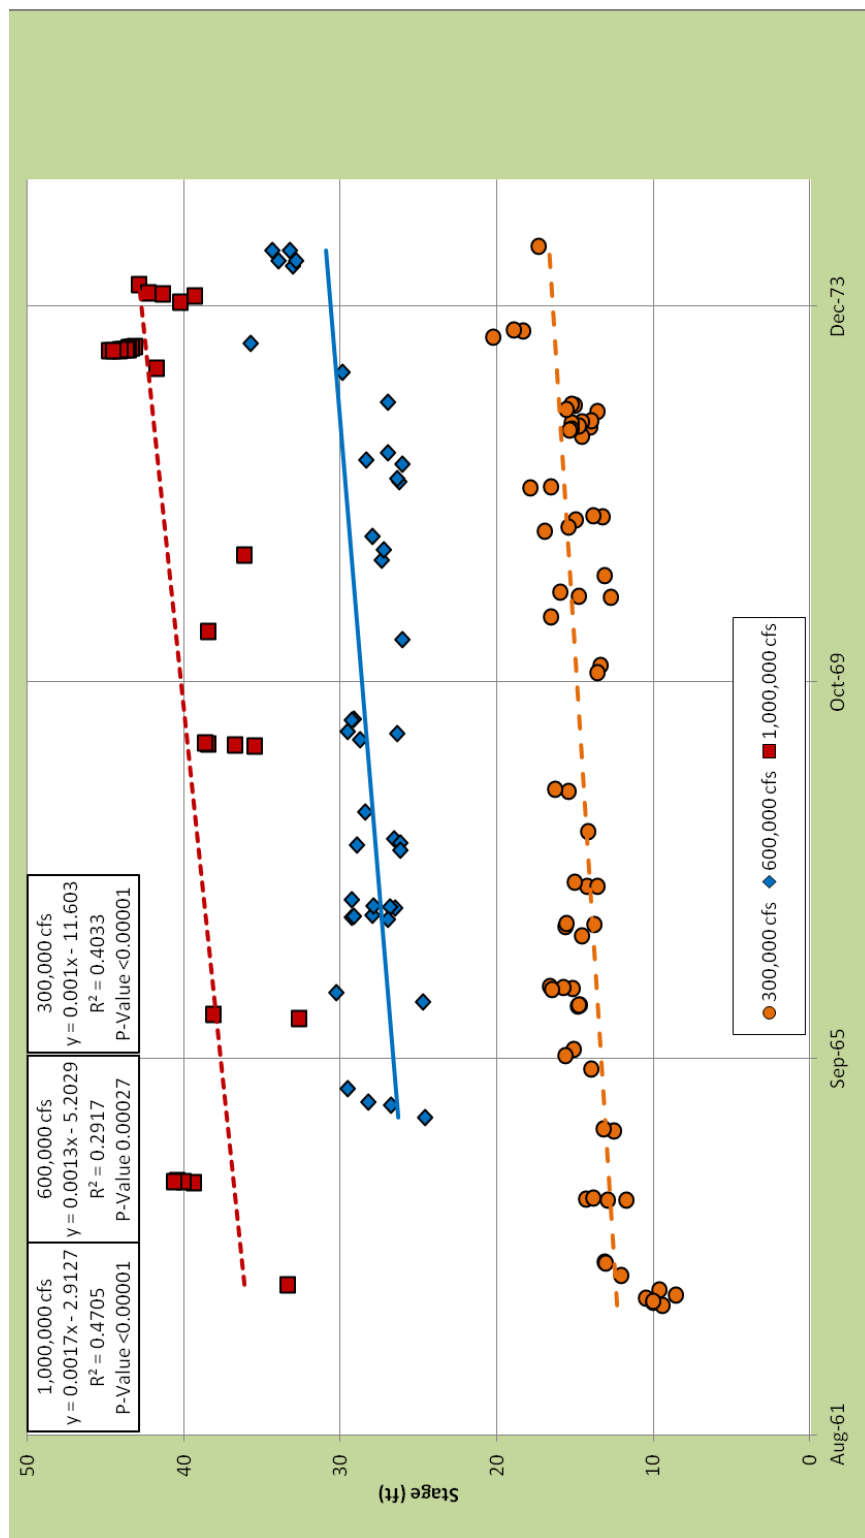 1,000,000 cfs
y = 0.0017x - 2.9127
R² = 0.4705
P-Value <0.00001
600,000 cfs
y = 0.0013x - 5.2029
R² = 0.2917
P-Value 0.00027
300,000 cfs
y = 0.001x - 11.603
R² = 0.4033
P-Value <0.00001
50
40
30
20
10
0
Stage (ft)
Aug-61
Sep-65
Oct-69
Dec-73
300,000 cfs
600,000 cfs
1,000,000 cfs